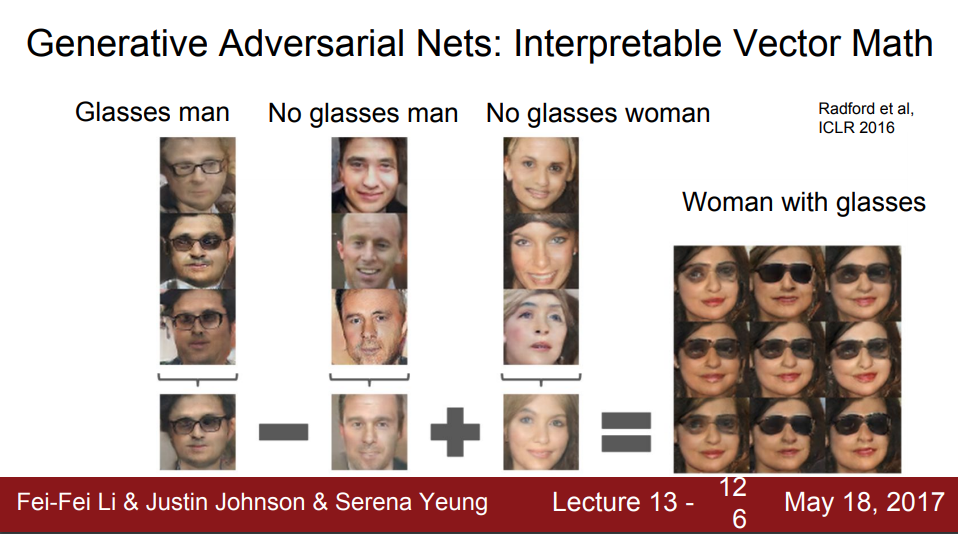 Generative Adversarial Nets: Interpretable Vector Math
Glasses man
No glasses man
No glasses woman
Radford et al,
ICLR 2016
Woman with glasses
Fei-Fei Li & Justin Johnson & Serena Yeung
Lecture 13 -
12
6
May 18, 2017